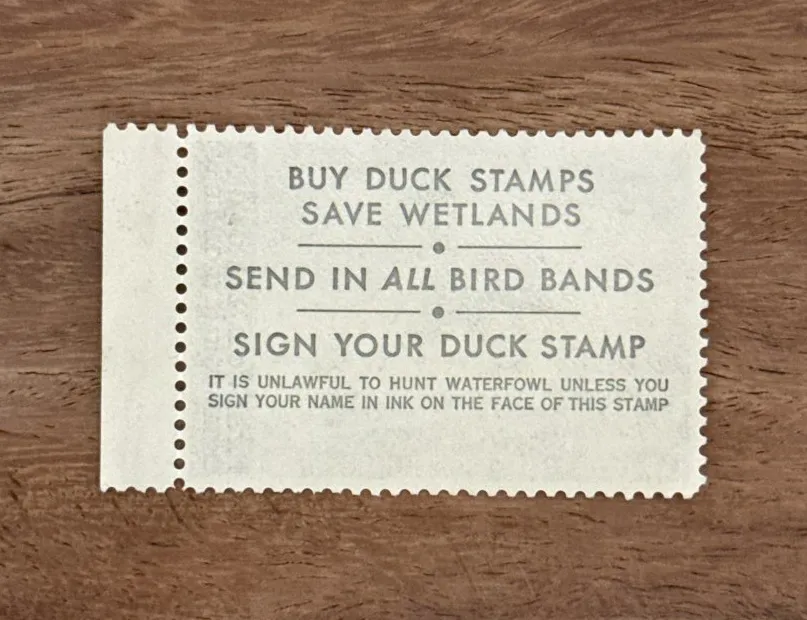 BUY DUCK STAMPS
SAVE WETLANDS
SEND IN ALL BIRD BANDS
SIGN YOUR DUCK STAMP
IT IS UNLAWFUL TO HUNT WATERFOWL UNLESS YOU
SIGN YOUR NAME IN INK ON THE FACE OF THIS STAMP